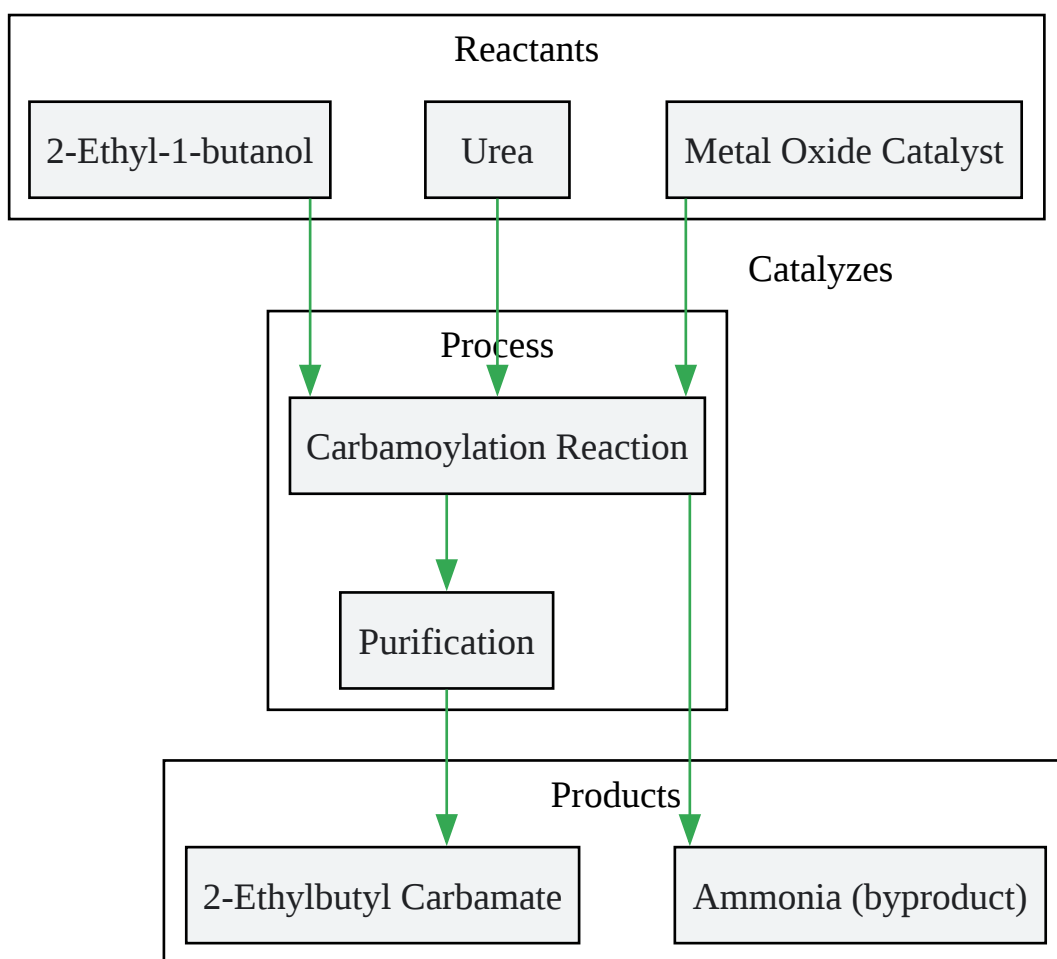 Reactants
2-Ethyl-1-butanol
Urea
Metal Oxide Catalyst
Catalyzes
Process
Carbamoylation Reaction
Purification
Products
2-Ethylbutyl Carbamate
Ammonia (byproduct)